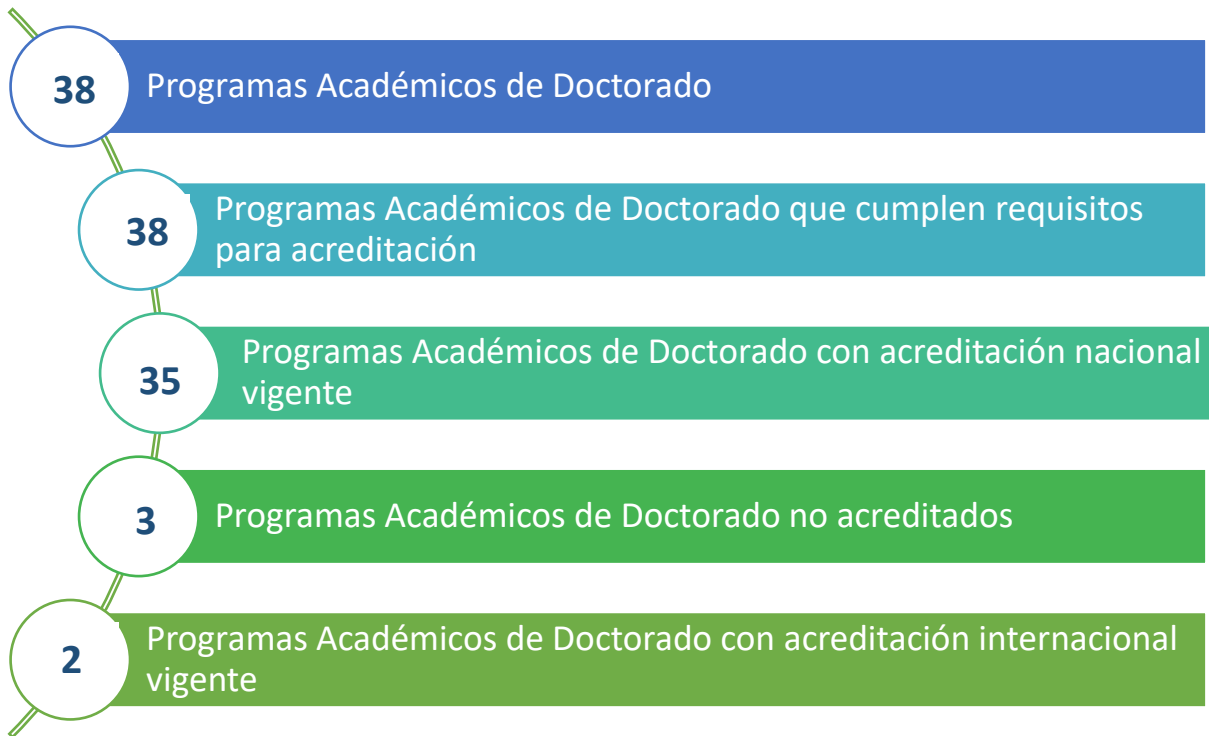 38
Programas Académicos de Doctorado
38
Programas Académicos de Doctorado que cumplen requisitos
para acreditación
35
Programas Académicos de Doctorado con acreditación nacional
vigente
3
Programas Académicos de Doctorado no acreditados
2
Programas Académicos de Doctorado con acreditación internacional
vigente